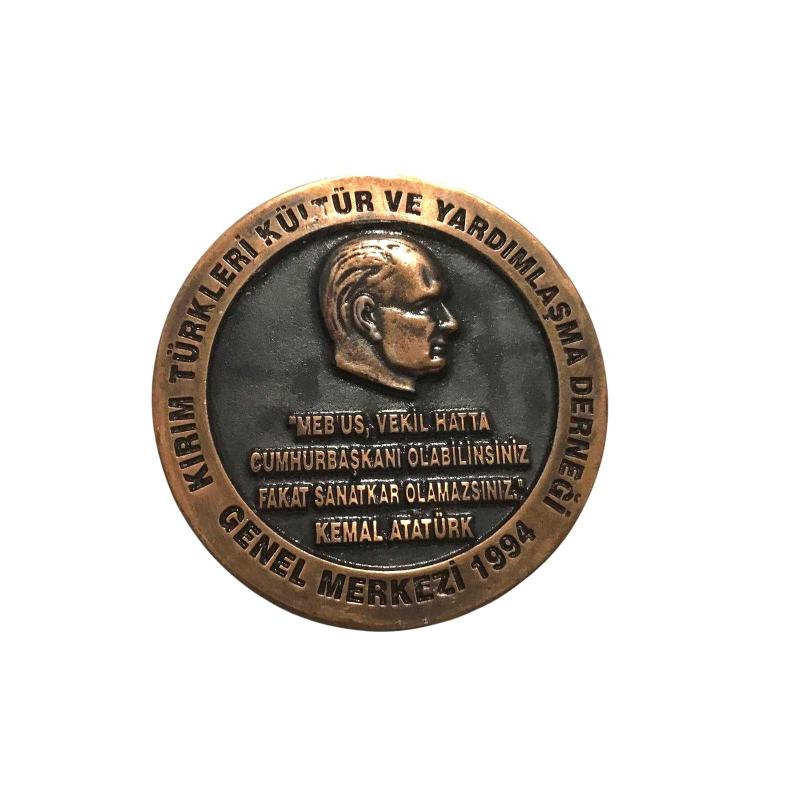 KIRIM TÜRKLERİ KÜLTÜR VE YARDIMLAŞMA DERNEĞİ
"MEB'US, VEKİL HATTA
CUMHURBAŞKANI OLABİLİNSİNİZ
FAKAT SANATKAR OLAMAZSINIZ."
KEMAL ATATÜRK
GENEL MERKEZİ 1994